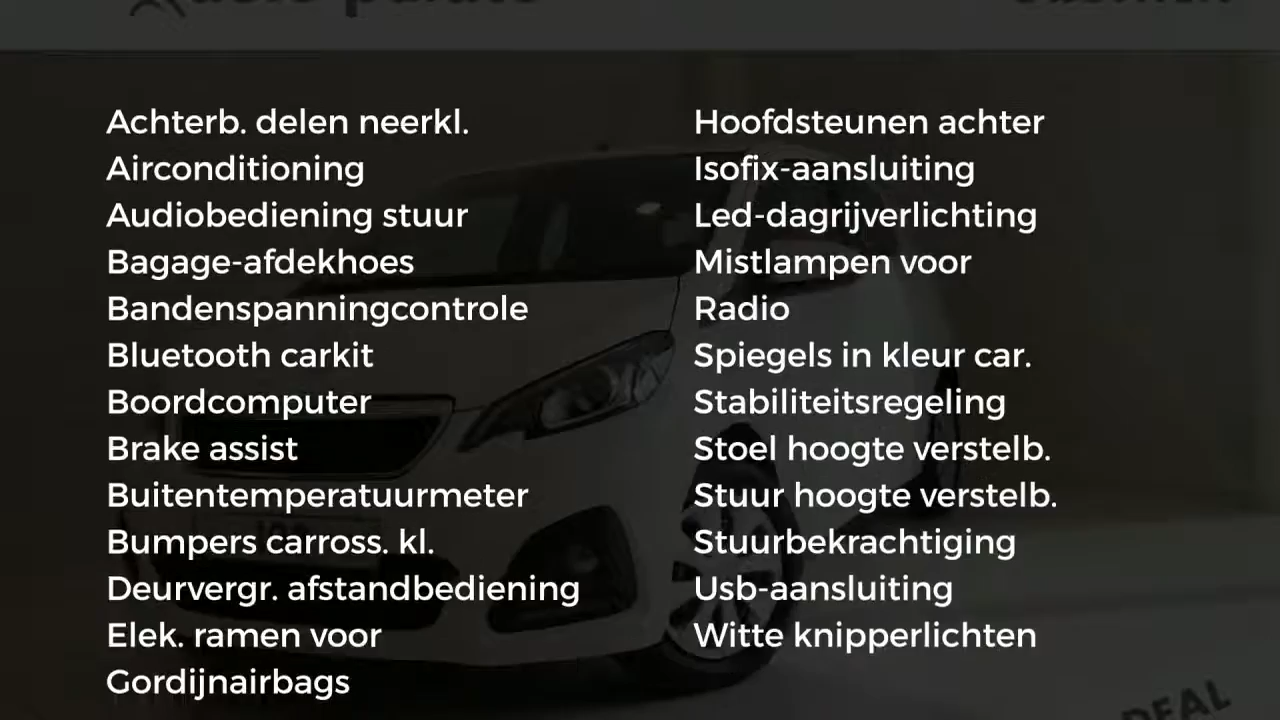 Achterb. delen neerkl.
Airconditioning
Audiobediening stuur
Bagage-afdekhoes
Bandenspanningcontrole
Bluetooth carkit
Boordcomputer
Brake assist
Buitentemperatuurmeter
Bumpers carross. kl.
Deurvergr. afstandbediening
Elek. ramen voor
Gordijnairbags
Hoofdsteunen achter
Isofix-aansluiting
Led-dagrijverlichting
Mistlampen voor
Radio
Spiegels in kleur car.
Stabiliteitsregeling
Stoel hoogte verstelb.
Stuur hoogte verstelb.
Stuurbekrachtiging
Usb-aansluiting
Witte knipperlichten
DEAL